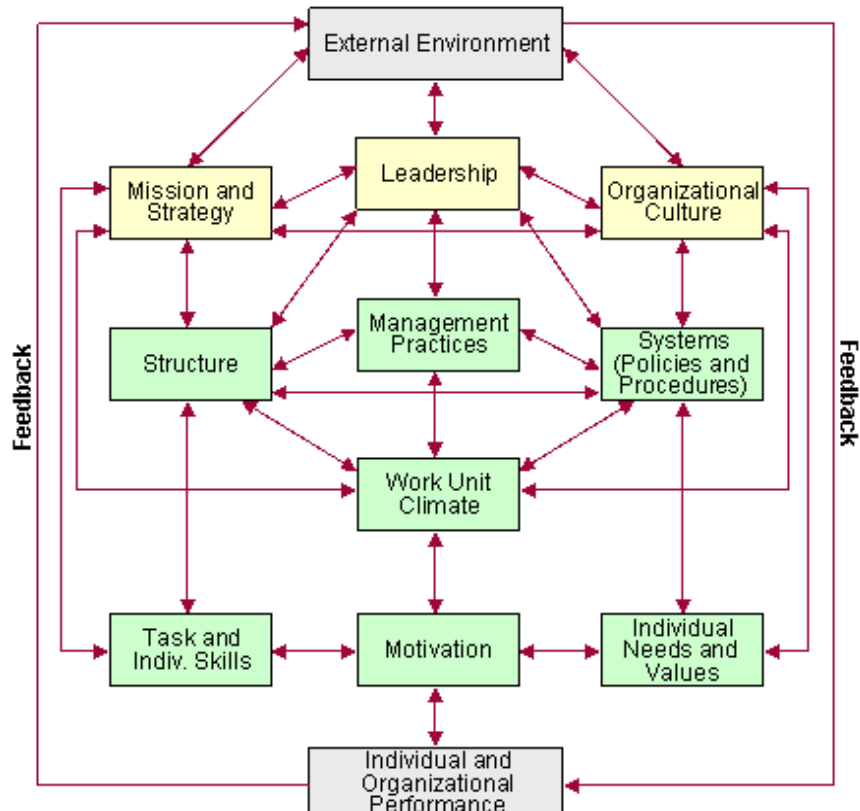 External Environment
Leadership
Mission and
Strategy
Organizational
Culture
Management
Practices
Structure
Systems
(Policies and
Procedures)
Feedback
Feedback
Work Unit
Climate
Task and
Indiv. Skills
Motivation
Individual
Needs and
Values
Individual and
Organizational
Performance